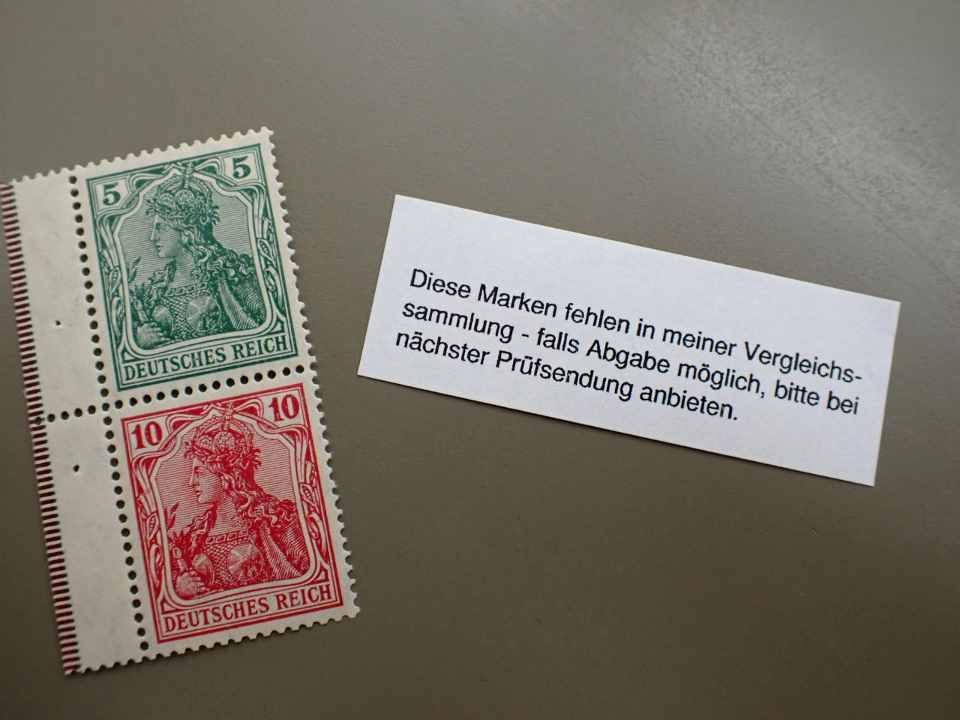 5 5
DEUTSCHES REICH
10 10
DEUTSCHES REICH
Diese Marken fehlen in meiner Vergleichs-
sammlung - falls Abgabe möglich, bitte bei
nächster Prüfsendung anbieten.